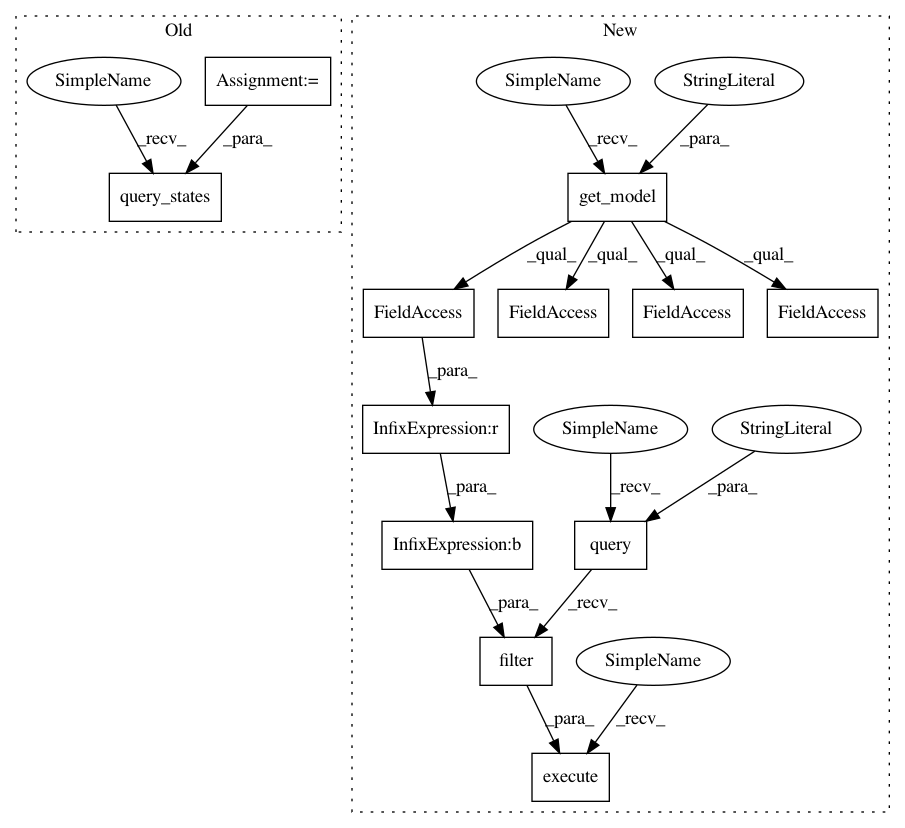 Old
New
SimpleName
Assignment:=
SimpleName
StringLiteral
_recv_
_para_
_recv_
_para_
query_states
get_model
_qual_
_qual_
_qual_
_qual_
FieldAccess
FieldAccess
FieldAccess
FieldAccess
_para_
InfixExpression:r
SimpleName
StringLiteral
_para_
_recv_
_para_
InfixExpression:b
query
_para_
_recv_
filter
SimpleName
_para_
_recv_
execute